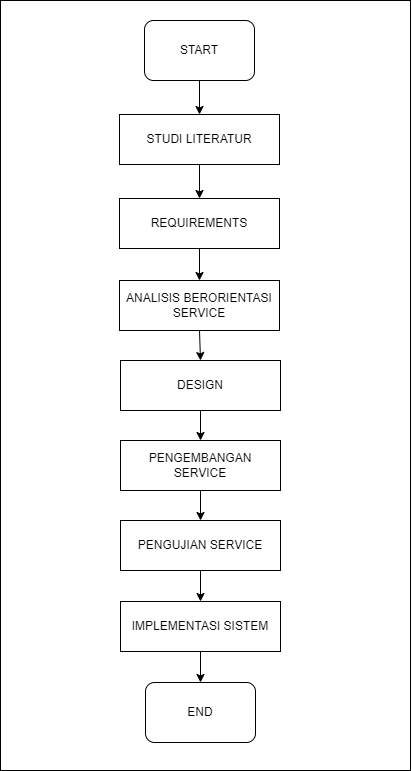 START
STUDI LITERATUR
REQUIREMENTS
ANALISIS BERORIENTASI
SERVICE
DESIGN
PENGEMBANGAN
SERVICE
PENGUJIAN SERVICE
IMPLEMENTASI SISTEM
END